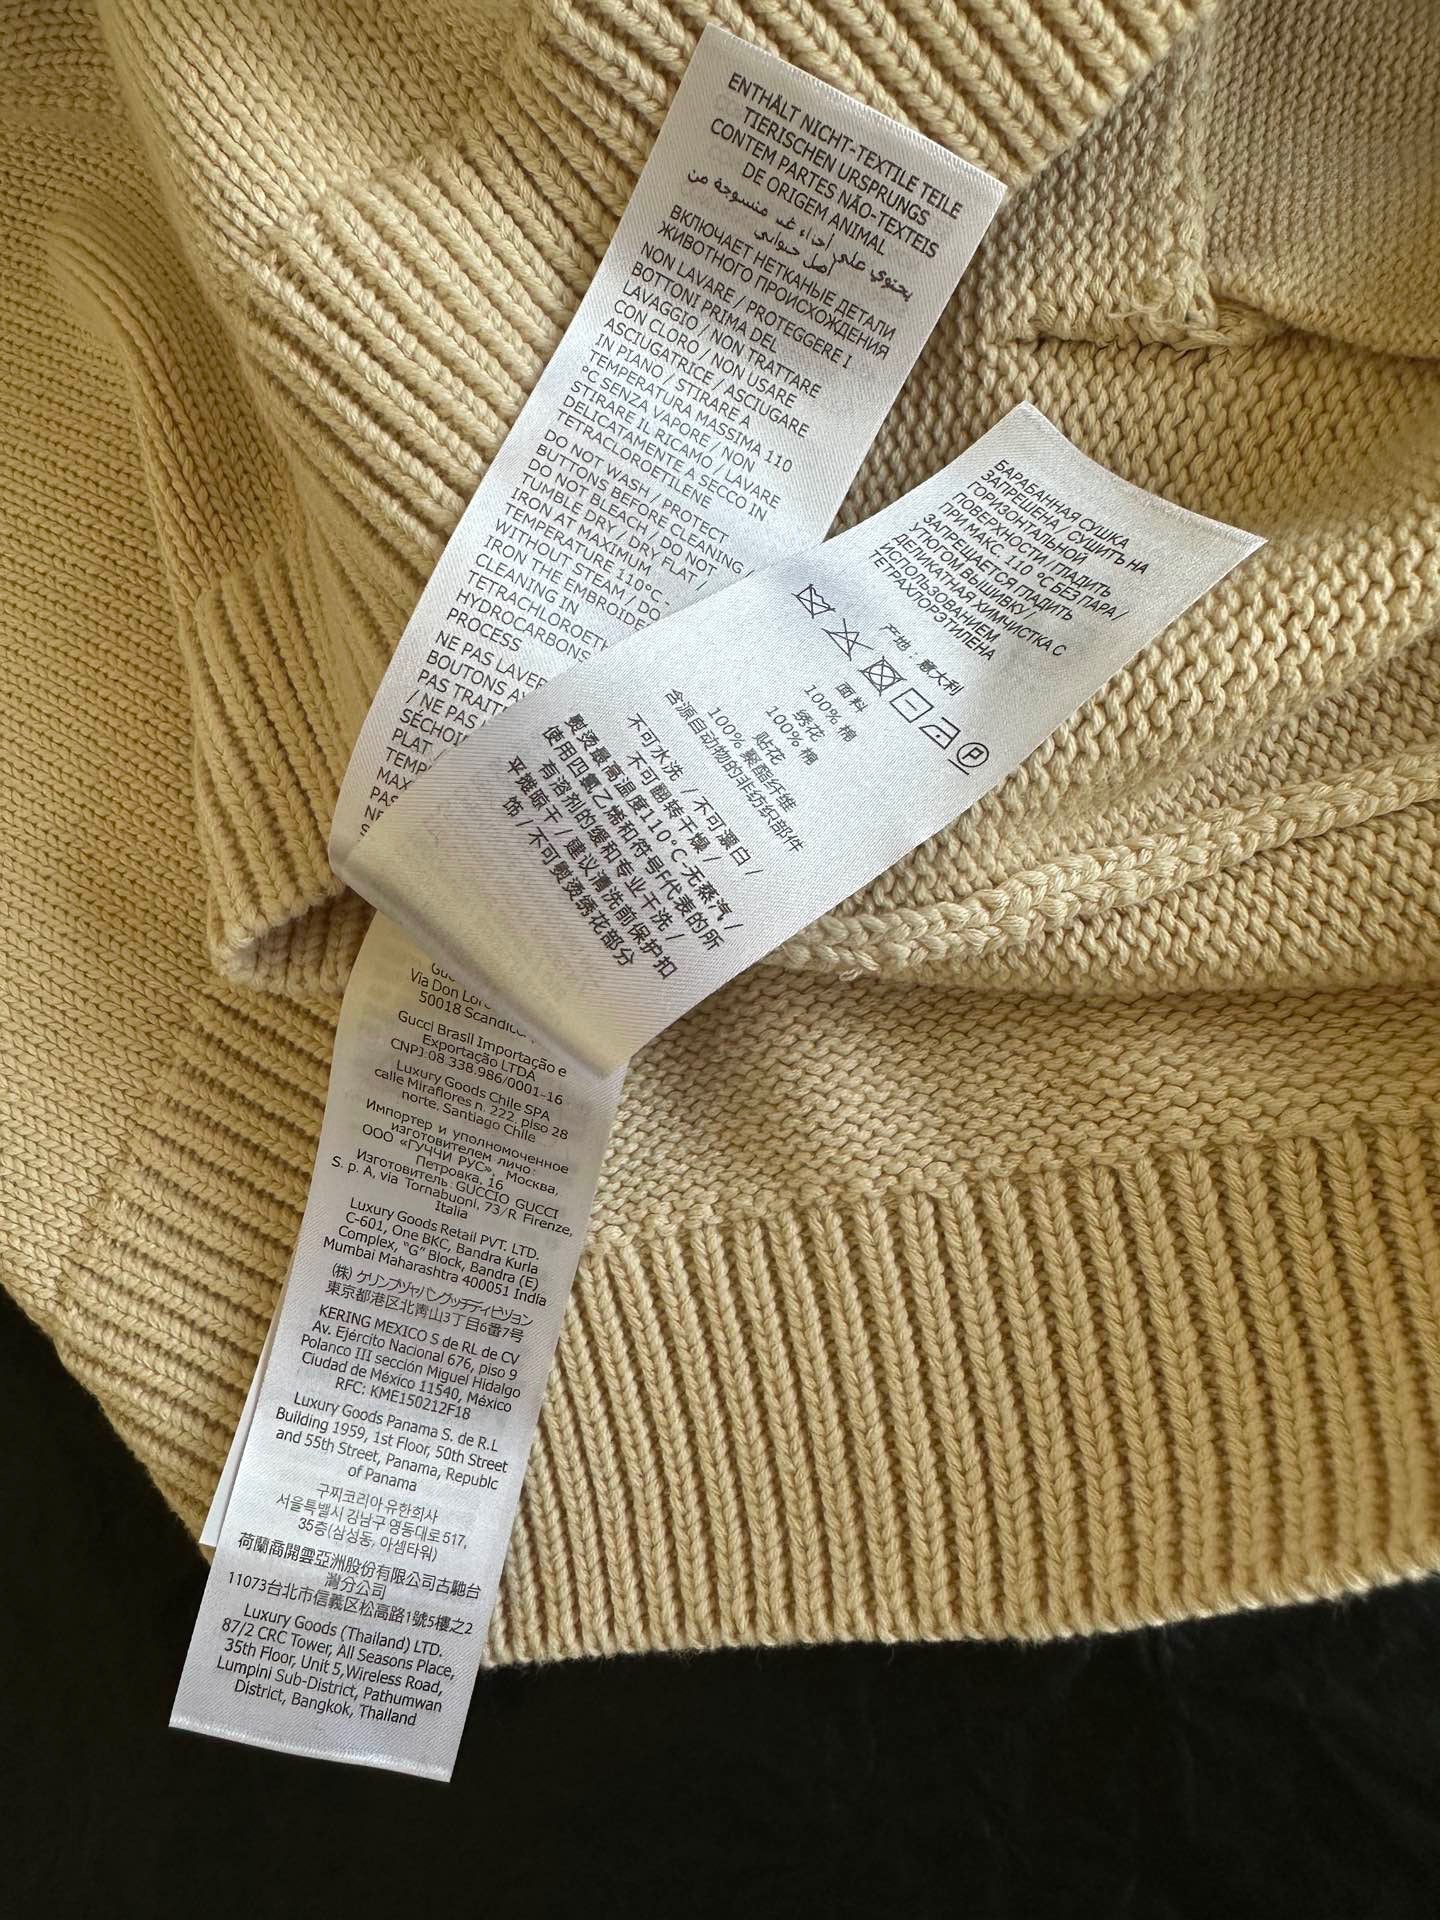 ENTHÄLT NICHT-TEXTILE TEILE
TIERISCHEN URSPRUNGS
CONTEM PARTES NÃO-TEXTEIS
DE ORIGEM ANIMAL
يحتوي على أجزاء غير منسوجة من
أصل حيواني
ВКЛЮЧАЕТ НЕТКАНЫЕ ДЕТАЛИ
ЖИВОТНОГО ПРОИСХОЖДЕНИЯ
NON LAVARE / PROTEGGERE I
BOTTONI PRIMA DEL
LAVAGGIO / NON TRATTARE
CON CLORO / NON USARE
ASCIUGATRICE / ASCIUGARE
IN PIANO / STIRARE A
TEMPERATURA MASSIMA 110
°C SENZA VAPORE / NON
STIRARE IL RICAMO / LAVARE
DELICATAMENTE A SECCO IN
TETRACLOROETILENE
DO NOT WASH / PROTECT
BUTTONS BEFORE CLEANING /
DO NOT BLEACH / DO NOT
TUMBLE DRY / DRY FLAT /
IRON AT MAXIMUM
TEMPERATURE 110°C -
WITHOUT STEAM / DO
IRON THE EMBROIDE
CLEANING IN
TETRACHLOROETH
HYDROCARBONS
PROCESS
NE PAS LAVER
BOUTONS AV
PAS TRAIT
/ NE PAS
SÉCHOI
PLAT
TEMP
MAX
PAS
NE
БАРАБАННАЯ СУШКА
ЗАПРЕШЕНА / СУШИТЬ НА
ГОРИЗОНТАЛЬНОЙ
ПОВЕРХНОСТИ / ГЛАДИТЬ
ПРИ МАКС. 110 °C БЕЗ ПАРА /
ЗАПРЕЩАЕТСЯ ГЛАДИТЬ
УТЮГОМ ВЫШИВКУ /
ДЕЛИКАТНАЯ ХИМЧИСТКА С
ИСПОЛЬЗОВАНИЕМ
ТЕТРАХЛОРЭТИЛЕНА
P
产地：意大利
面料
100% 棉
绣花
100% 棉
贴花
100% 聚酯纤维
含源自动物的非纺织部件
不可水洗 / 不可漂白 /
不可翻转干燥 /
熨烫最高温度110°C-无蒸汽 /
使用四氯乙烯和符号F代表的所
有溶剂的缓和专业干洗 /
平摊晾干 / 建议清洗前保护扣
饰 / 不可熨烫绣花部分
Via Don Lor
50018 Scandicc
Gucci Brasil Importação e
Exportação LTDA
CNPJ:08.338.986/0001-16
Luxury Goods Chile SPA
calle Miraflores n. 222, piso 28
norte, Santiago Chile
Импортер и уполномоченное
изготовителем лицо:
ООО «ГУЧЧИ РУС», Москва,
Петровка, 16
Изготовитель: GUCCIO GUCCI
S. p. A, via Tornabuoni, 73/R Firenze,
Italia
Luxury Goods Retail PVT. LTD.
C-601, One BKC, Bandra Kurla
Complex, "G" Block, Bandra (E)
Mumbai Maharashtra 400051 India
(株) ケリングジャパングッチディビジョン
東京都港区北青山3丁目6番7号
KERING MEXICO S de RL de CV
Av. Ejército Nacional 676, piso 9
Polanco III sección Miguel Hidalgo
Ciudad de México 11540, México
RFC: KME150212F18
Luxury Goods Panama S. de R.L
Building 1959, 1st Floor, 50th Street
and 55th Street, Panama, Republc
of Panama
구찌코리아 유한회사
서울특별시 강남구 영동대로 517,
35층(삼성동, 아셈타워)
荷蘭商開雲亞洲股份有限公司古馳台
灣分公司
11073台北市信義区松高路1號5樓之2
Luxury Goods (Thailand) LTD.
87/2 CRC Tower, All Seasons Place,
35th Floor, Unit 5,Wireless Road,
Lumpini Sub-District, Pathumwan
District, Bangkok, Thailand